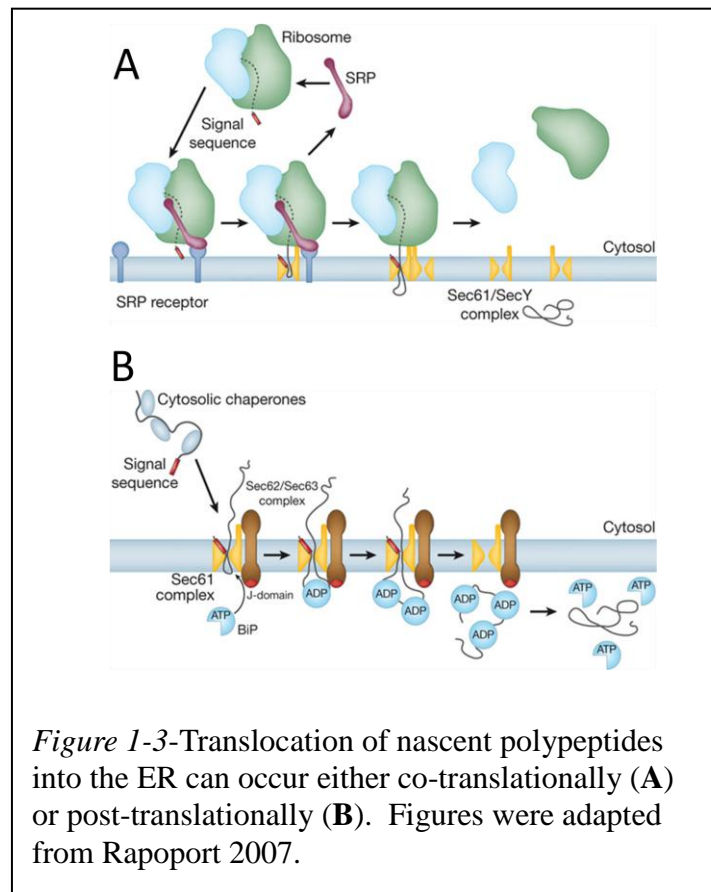 A
Ribosome
SRP
Signal
sequence
Cytosol
SRP receptor
Sec61/SecY
complex
B
Cytosolic chaperones
Signal
sequence
Sec62/Sec63
complex
Cytosol
Sec61
complex
J-domain
ATP
BiP
ADP
ADP
ADP
ADP
ADP
ADP
ATP
ATP
ATP
Figure 1-3-Translocation of nascent polypeptides
into the ER can occur either co-translationally (A)
or post-translationally (B).  Figures were adapted
from Rapoport 2007.